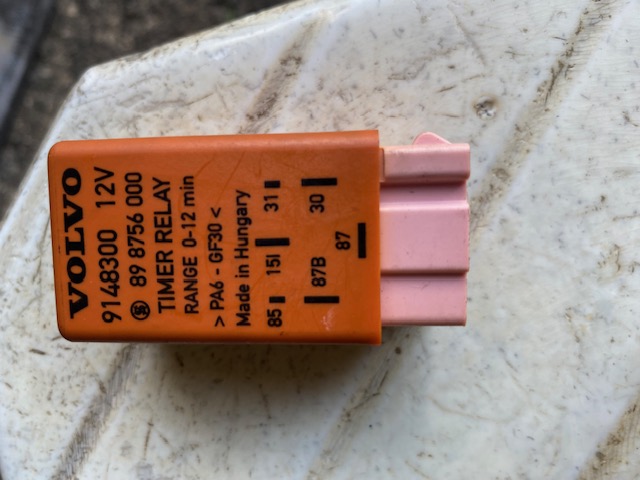 VOLVO
9148300 12V
S 89 8756 000
TIMER RELAY
RANGE 0-12 min
> PA6 - GF30 <
Made in Hungary
85 15I 31
87B 30
87